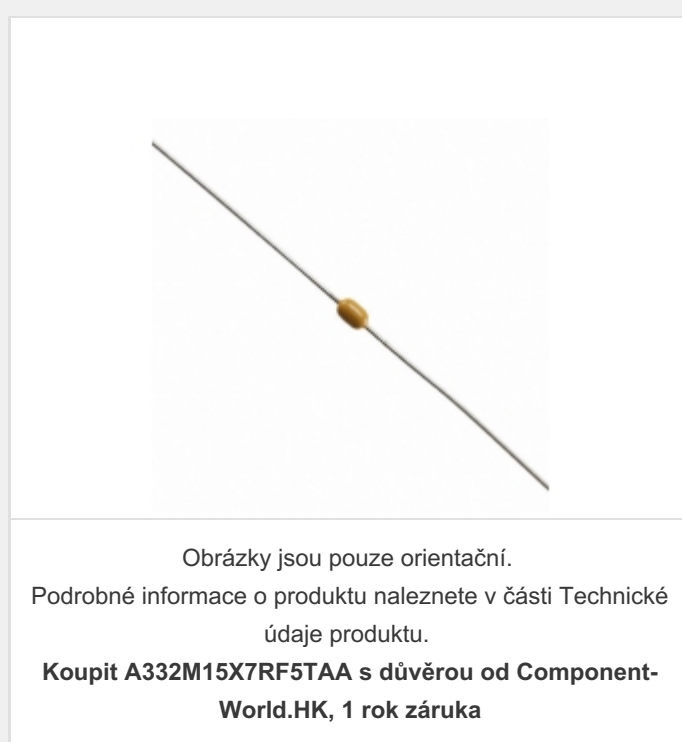 Obrázky jsou pouze orientační.
Podrobné informace o produktu naleznete v části Technické
údaje produktu.
Koupit A332M15X7RF5TAA s důvěrou od Component-
World.HK, 1 rok záruka